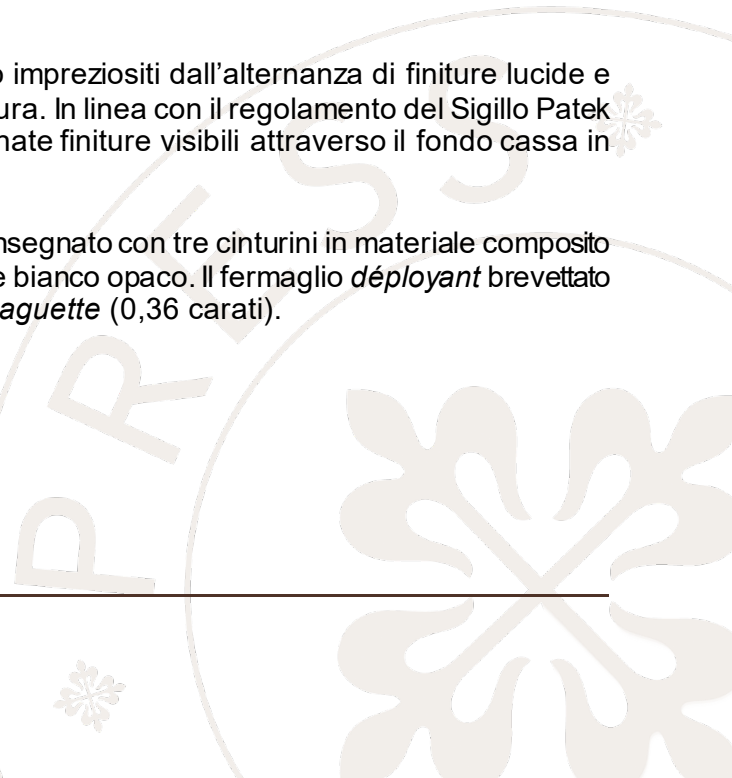 impreziositi dall’alternanza di finiture lucide e
ura. In linea con il regolamento del Sigillo Patek
nate finiture visibili attraverso il fondo cassa in
nsegnato con tre cinturini in materiale composito
e bianco opaco. Il fermaglio déployant brevettato
aguette (0,36 carati).
PRESS